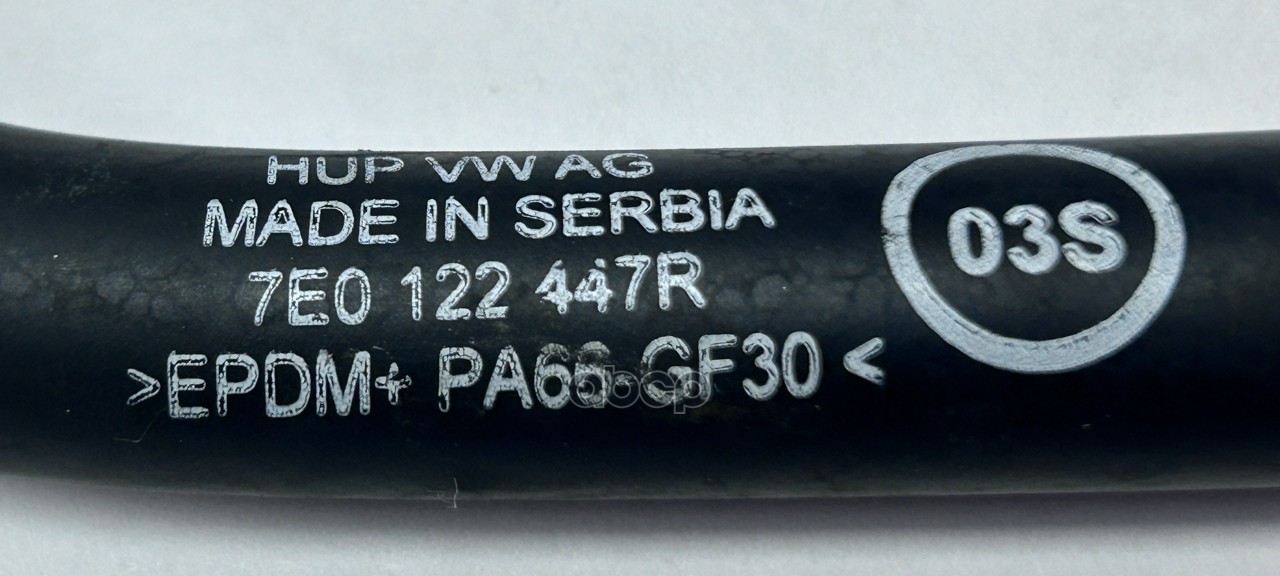 HUP VW AG
MADE IN SERBIA
7E0 122 447R
>EPDM+ PA66 GF30 <
03S